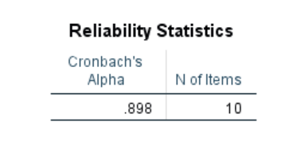 Reliability Statistics
Cronbach's
Alpha N of Items
.898 10